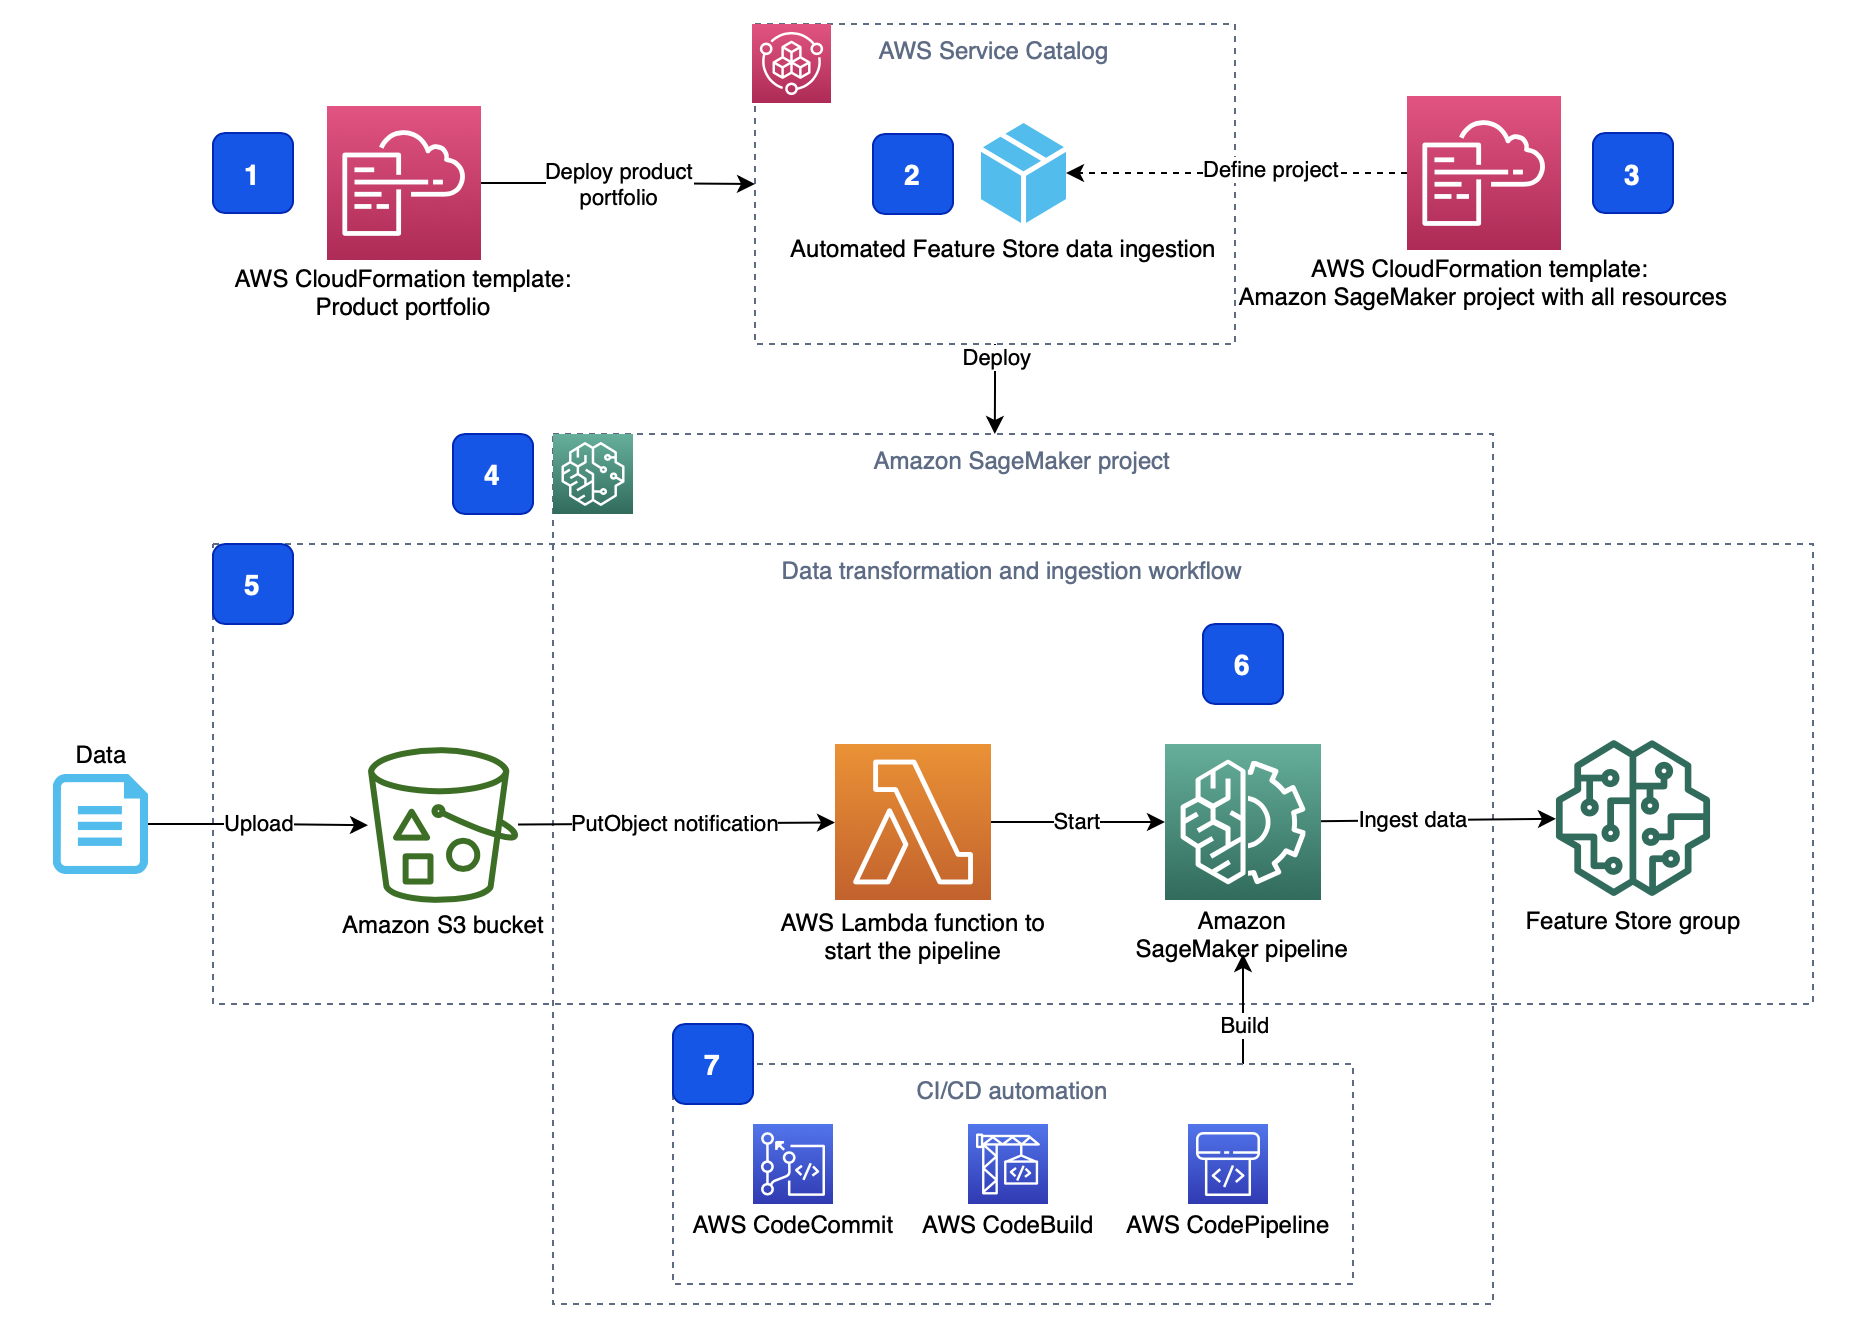 AWS Service Catalog
1
Deploy product
portfolio
2
Define project
3
Automated Feature Store data ingestion
AWS CloudFormation template:
Product portfolio
AWS CloudFormation template:
Amazon SageMaker project with all resources
Deploy
4
Amazon SageMaker project
5
Data transformation and ingestion workflow
6
Data
Upload
PutObject notification
Start
Ingest data
Amazon S3 bucket
AWS Lambda function to
start the pipeline
Amazon
SageMaker pipeline
Feature Store group
Build
7
CI/CD automation
AWS CodeCommit
AWS CodeBuild
AWS CodePipeline